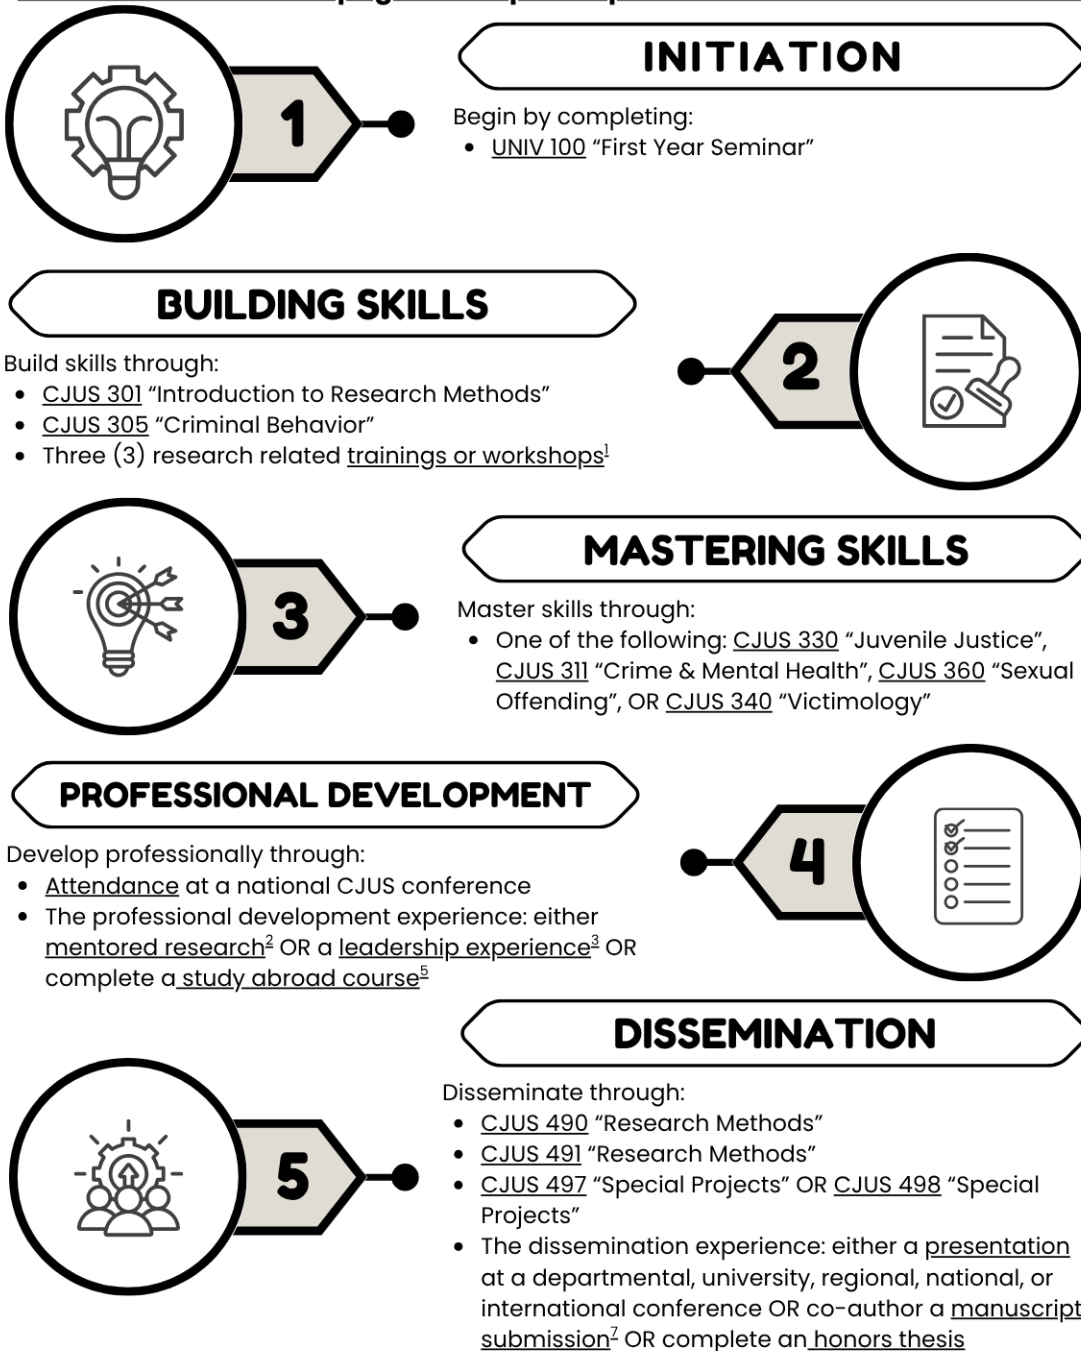 1
INITIATION
Begin by completing:
• UNIV 100 “First Year Seminar”
BUILDING SKILLS
2
Build skills through:
• CJUS 301 “Introduction to Research Methods”
• CJUS 305 “Criminal Behavior”
• Three (3) research related trainings or workshops¹
3
MASTERING SKILLS
Master skills through:
• One of the following: CJUS 330 “Juvenile Justice”,
CJUS 311 “Crime & Mental Health”, CJUS 360 “Sexual
Offending”, OR CJUS 340 “Victimology”
PROFESSIONAL DEVELOPMENT
4
Develop professionally through:
• Attendance at a national CJUS conference
• The professional development experience: either
mentored research² OR a leadership experience³ OR
complete a study abroad course⁵
5
DISSEMINATION
Disseminate through:
• CJUS 490 “Research Methods”
• CJUS 491 “Research Methods”
• CJUS 497 “Special Projects” OR CJUS 498 “Special
Projects”
• The dissemination experience: either a presentation
at a departmental, university, regional, national, or
international conference OR co-author a manuscript
submission⁷ OR complete an honors thesis